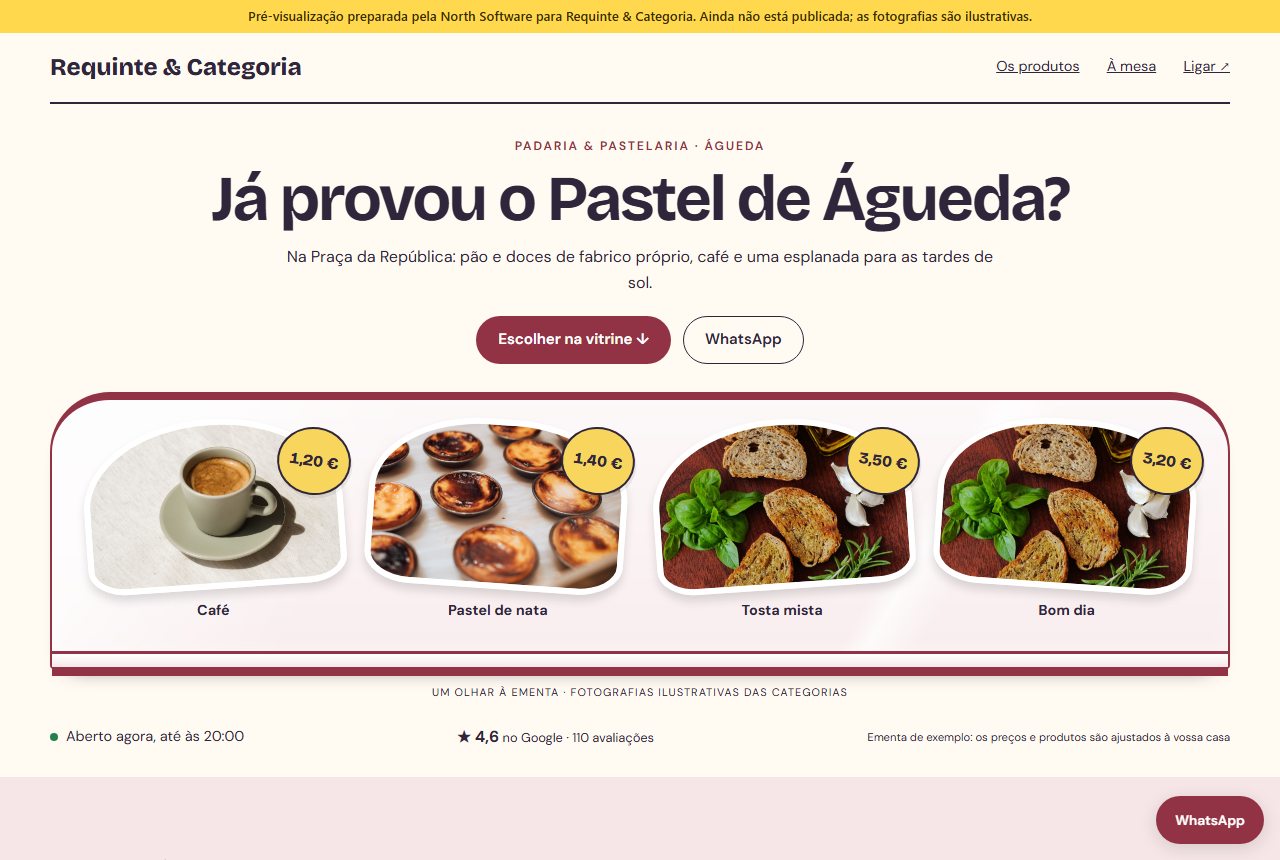 Pré-visualização preparada pela North Software para Requinte & Categoria. Ainda não está publicada; as fotografias são ilustrativas.
Requinte & Categoria
Os produtos
À mesa
Ligar ↗
PADARIA & PASTELARIA · ÁGUEDA
Já provou o Pastel de Águeda?
Na Praça da República: pão e doces de fabrico próprio, café e uma esplanada para as tardes de
sol.
Escolher na vitrine ↓
WhatsApp
1,20 €
1,40 €
3,50 €
3,20 €
Café
Pastel de nata
Tosta mista
Bom dia
UM OLHAR À EMENTA · FOTOGRAFIAS ILUSTRATIVAS DAS CATEGORIAS
Aberto agora, até às 20:00
★ 4,6 no Google · 110 avaliações
Ementa de exemplo: os preços e produtos são ajustados à vossa casa
WhatsApp